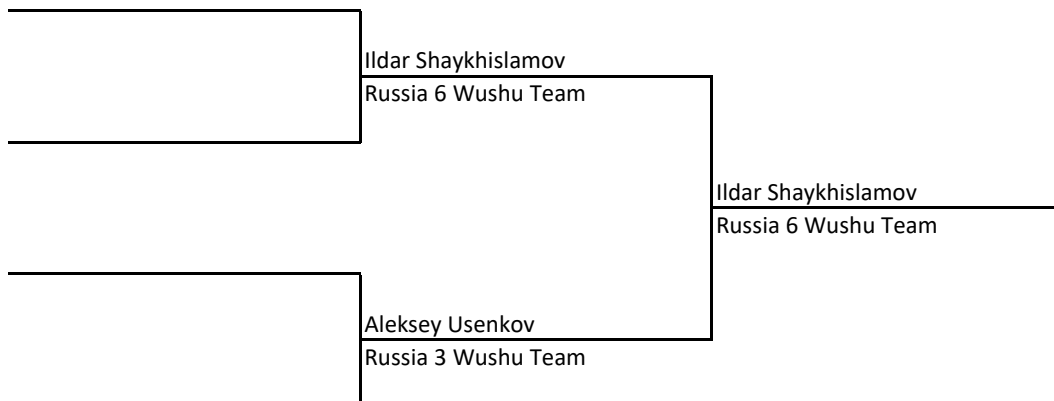 Ildar Shaykhislamov
Russia 6 Wushu Team
Ildar Shaykhislamov
Russia 6 Wushu Team
Aleksey Usenkov
Russia 3 Wushu Team